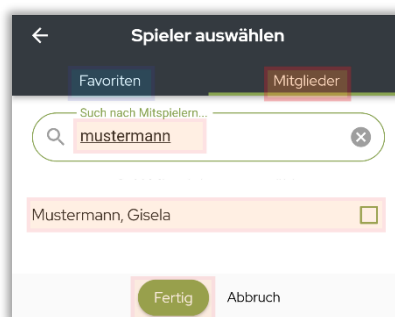 Spieler auswählen
Favoriten
Mitglieder
Such nach Mitspielern...
mustermann
Mustermann, Gisela
Fertig
Abbruch